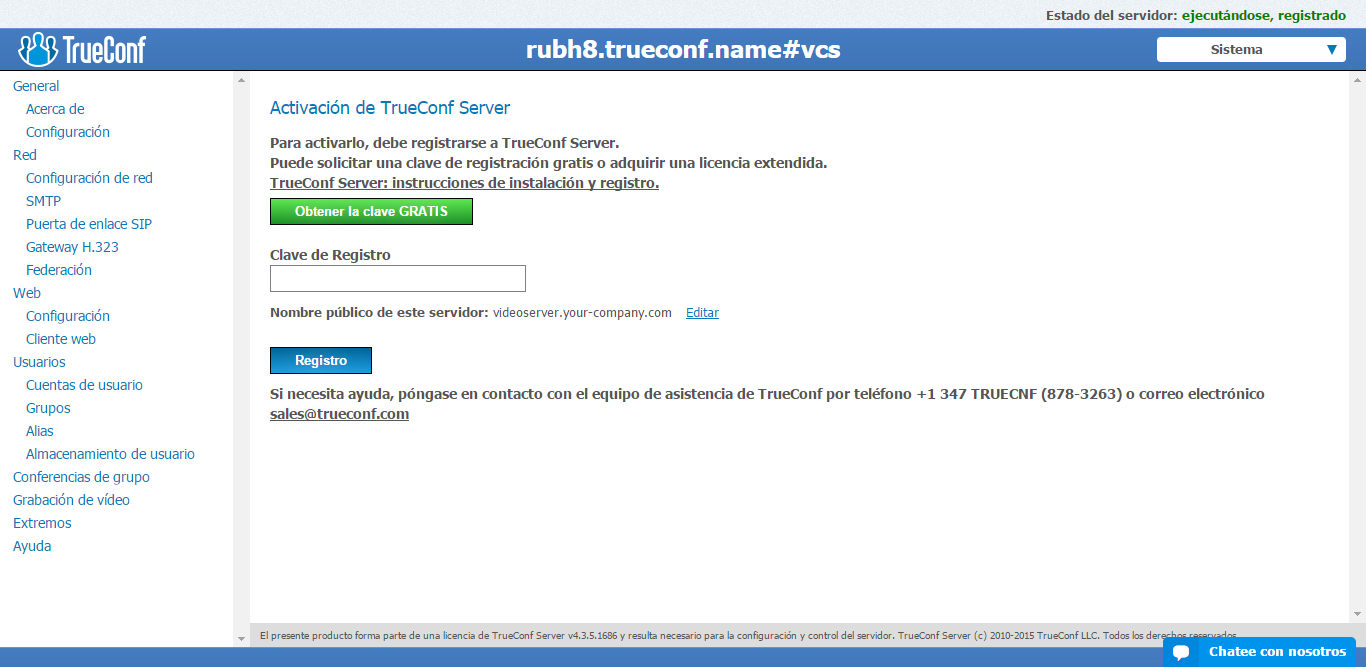 Estado del servidor: ejecutándose, registrado
TrueConf
rubh8.trueconf.name#vcs
Sistema
General
Acerca de
Configuración
Red
Configuración de red
SMTP
Puerta de enlace SIP
Gateway H.323
Federación
Web
Configuración
Cliente web
Usuarios
Cuentas de usuario
Grupos
Alias
Almacenamiento de usuario
Conferencias de grupo
Grabación de vídeo
Extremos
Ayuda
Activación de TrueConf Server
Para activarlo, debe registrarse a TrueConf Server.
Puede solicitar una clave de registración gratis o adquirir una licencia extendida.
TrueConf Server: instrucciones de instalación y registro.
Obtener la clave GRATIS
Clave de Registro
Nombre público de este servidor: videoserver.your-company.com Editar
Registro
Si necesita ayuda, póngase en contacto con el equipo de asistencia de TrueConf por teléfono +1 347 TRUECNF (878-3263) o correo electrónico
sales@trueconf.com
El presente producto forma parte de una licencia de TrueConf Server v4.3.5.1686 y resulta necesario para la configuración y control del servidor. TrueConf Server (c) 2010-2015 TrueConf LLC. Todos los derechos reservados.
Chatee con nosotros